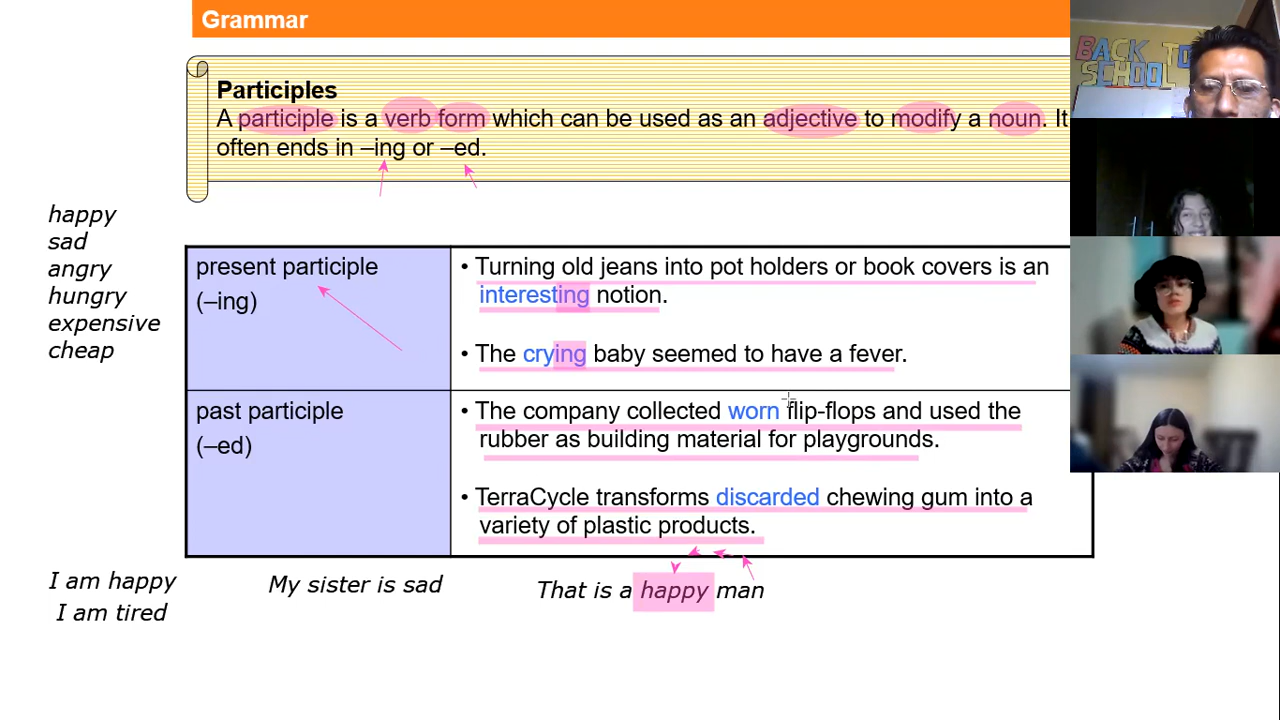 Grammar
BACK TO
SCHOOL
Participles
A participle is a verb form which can be used as an adjective to modify a noun. It
often ends in –ing or –ed.
happy
sad
angry
hungry
expensive
cheap
present participle
(–ing)
• Turning old jeans into pot holders or book covers is an
interesting notion.
• The crying baby seemed to have a fever.
past participle
(–ed)
• The company collected worn flip-flops and used the
rubber as building material for playgrounds.
• TerraCycle transforms discarded chewing gum into a
variety of plastic products.
I am happy
I am tired
My sister is sad
That is a happy man